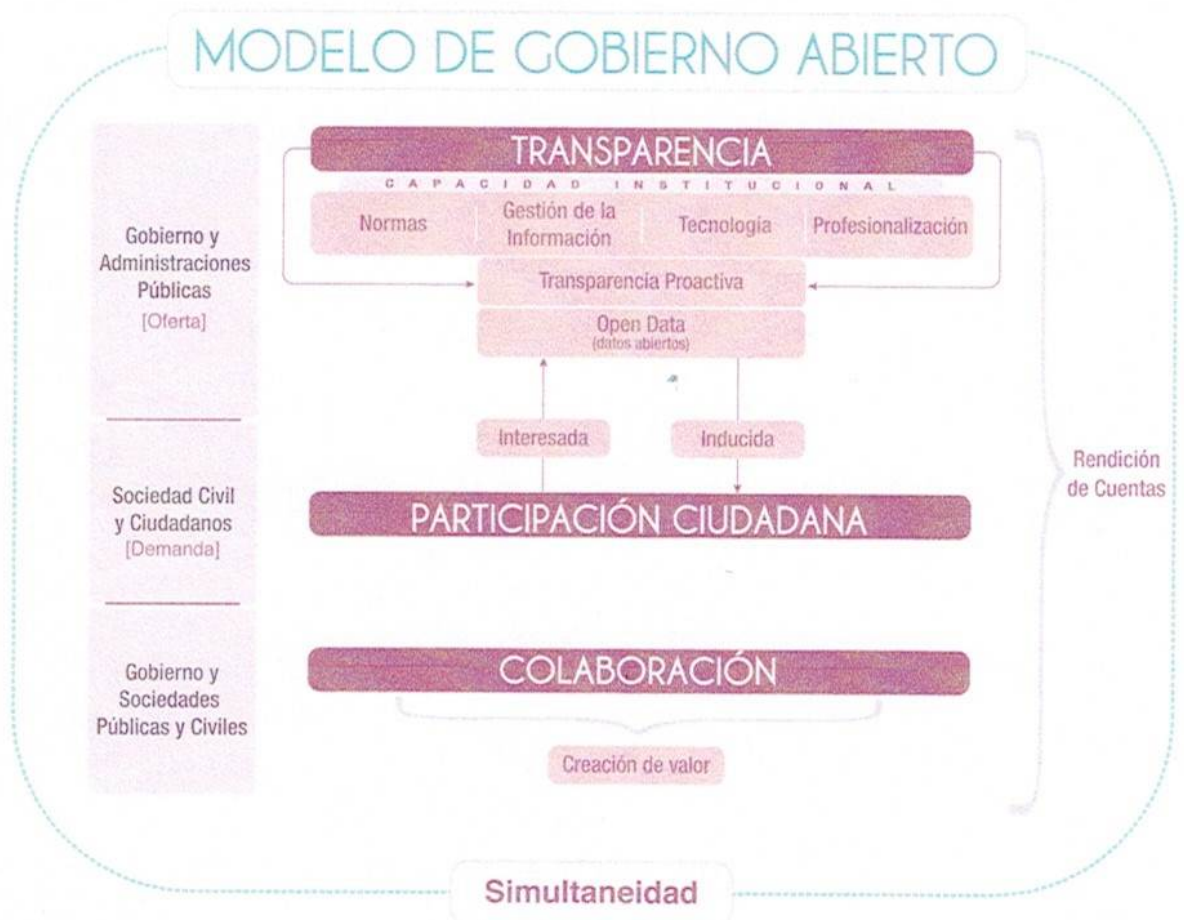 MODELO DE GOBIERNO ABIERTO
Gobierno y
Administraciones
Públicas
[Oferta]
TRANSPARENCIA
CAPACIDAD INSTITUCIONAL
Normas
Gestión de la
Información
Tecnología
Profesionalización
Transparencia Proactiva
Open Data
(datos abiertos)
Interesada
Inducida
Sociedad Civil
y Ciudadanos
[Demanda]
PARTICIPACIÓN CIUDADANA
Rendición
de Cuentas
Gobierno y
Sociedades
Públicas y Civiles
COLABORACIÓN
Creación de valor
Simultaneidad